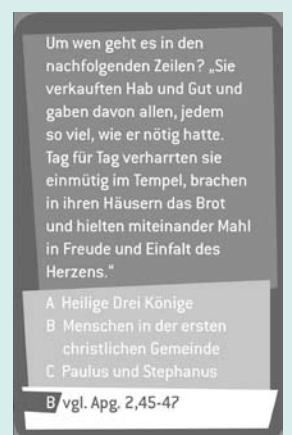 Um wen geht es in den
nachfolgenden Zeilen? „Sie
verkauften Hab und Gut und
gaben davon allen, jedem
so viel, wie er nötig hatte.
Tag für Tag verharrten sie
einmütig im Tempel, brachen
in ihren Häusern das Brot
und hielten miteinander Mahl
in Freude und Einfalt des
Herzens.“
A Heilige Drei Könige
B Menschen in der ersten
christlichen Gemeinde
C Paulus und Stephanus
B vgl. Apg. 2,45-47